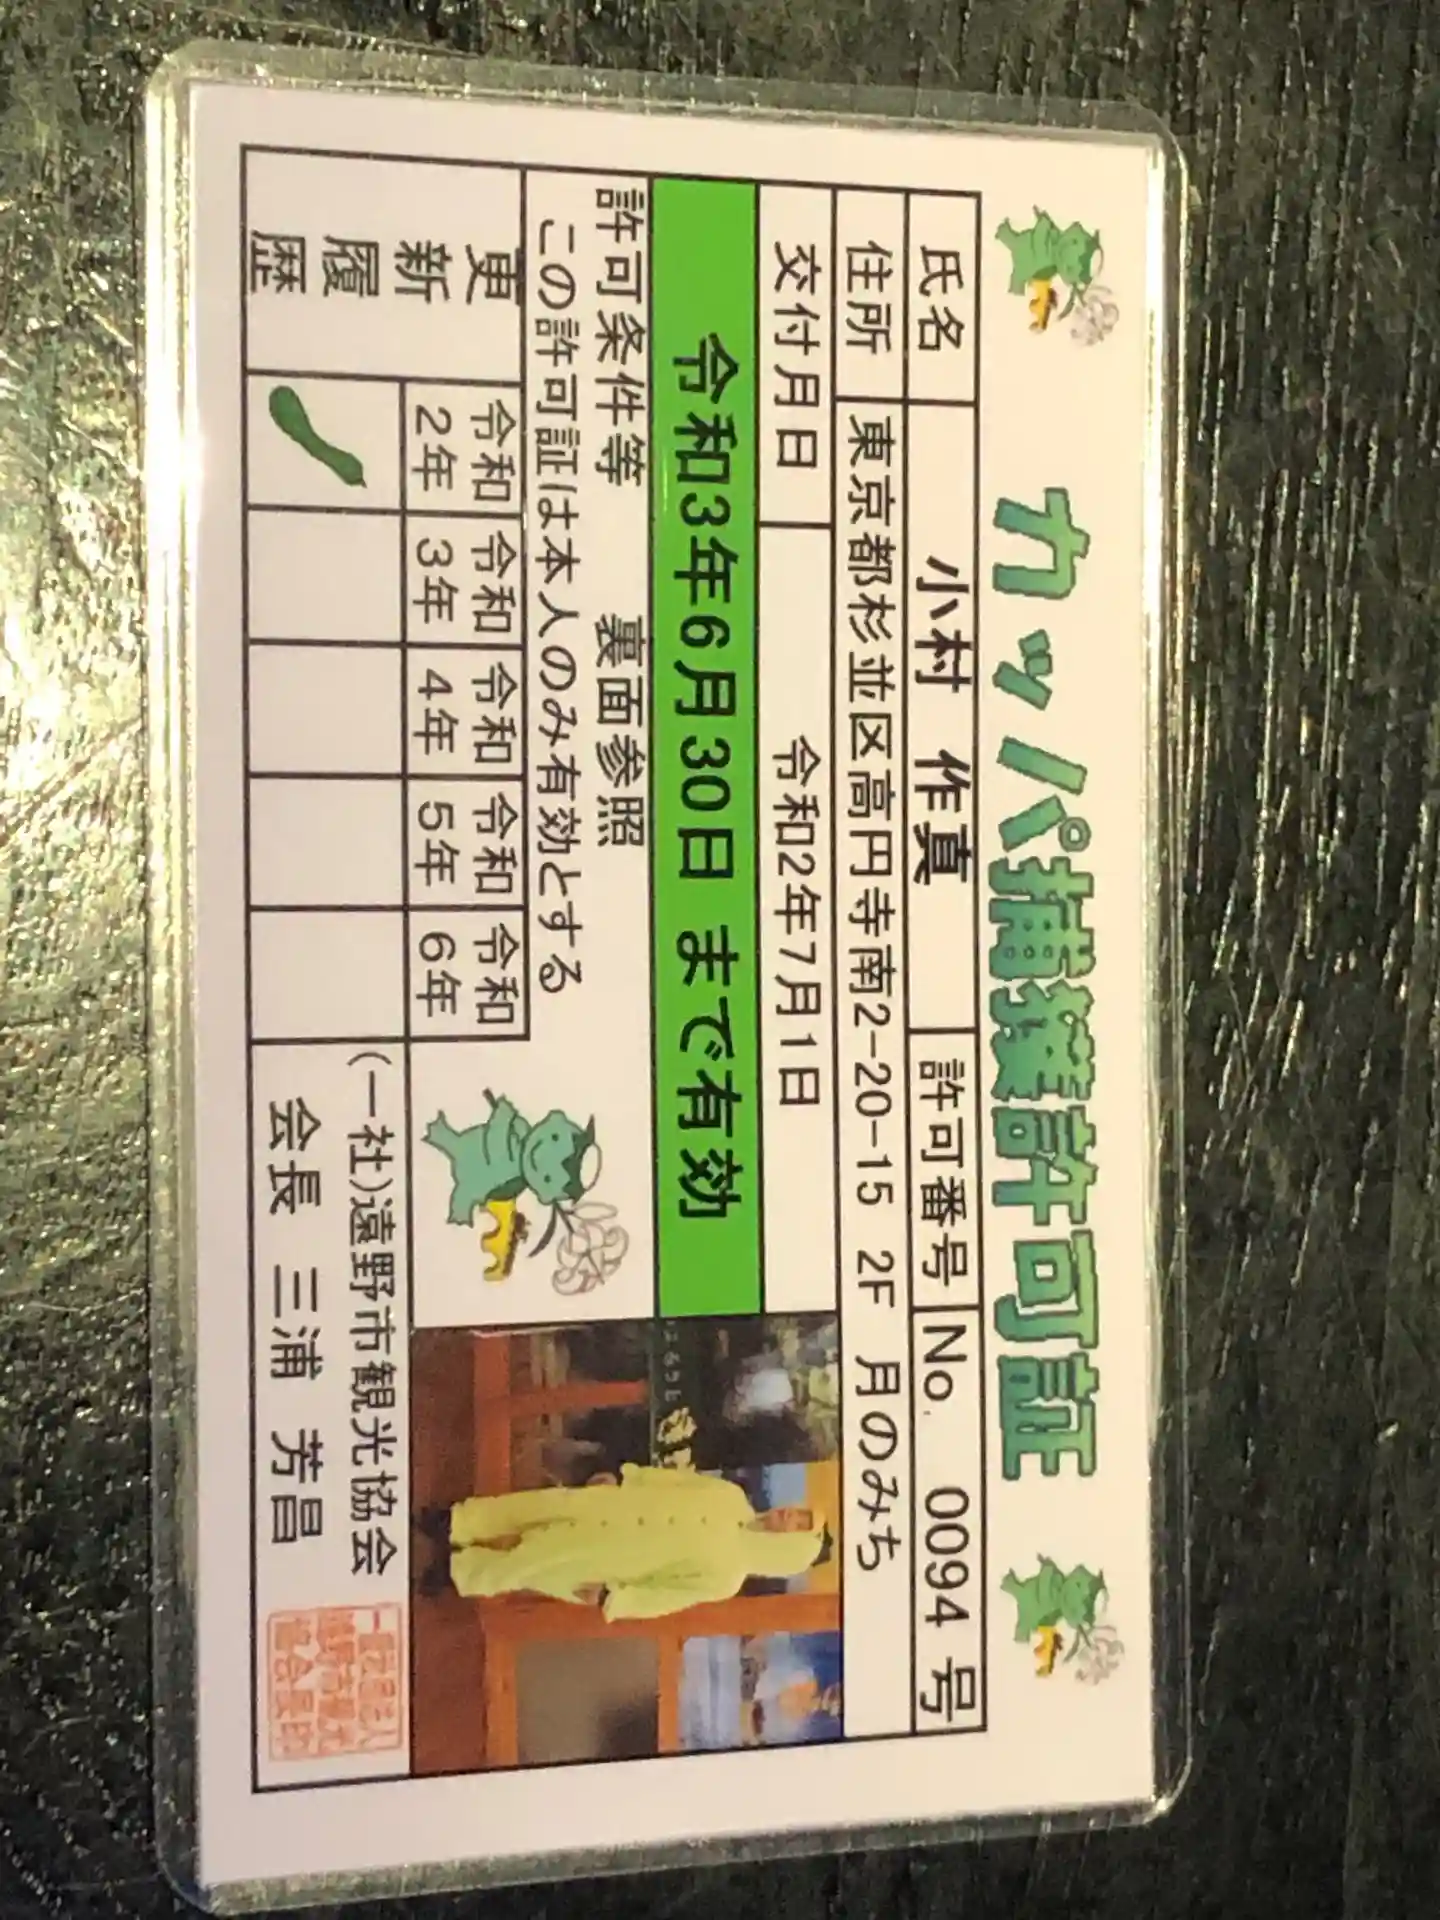 カッパ捕獲許可証
氏名 小村 作真 許可番号 No. 0094 号
住所 東京都杉並区高円寺南2-20-15 2F 月のみち
交付月日 令和2年7月1日
令和3年6月30日 まで有効
許可条件等 裏面参照
この許可証は本人のみ有効とする
更新履歴
令和2年 令和3年 令和4年 令和5年 令和6年
(一社)遠野市観光協会
会長 三浦 芳昌